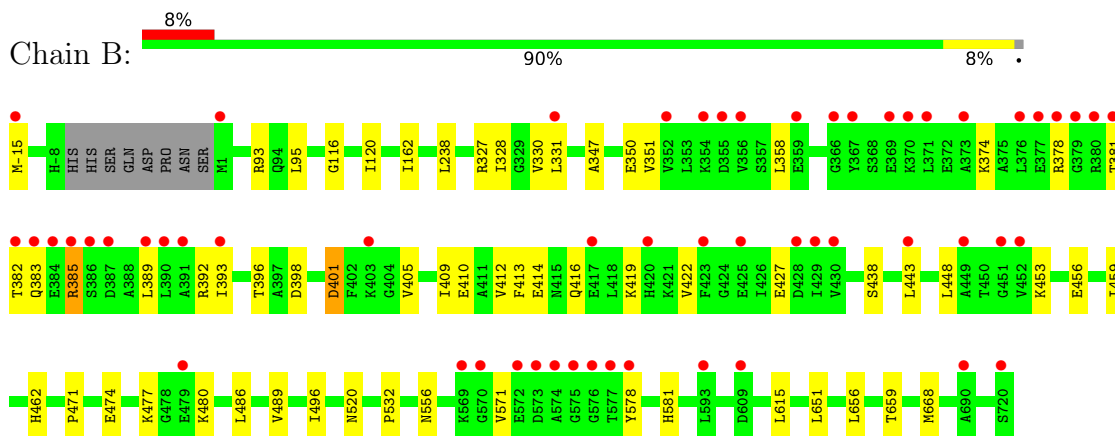 8%
Chain B:
90%
8%
•
M-15
H-8
HIS
HIS
SER
GLN
ASP
PRO
ASN
SER
M1
R93
Q94
L95
G116
I120
I162
L238
R327
I328
G329
V330
L331
A347
E350
V351
V352
L353
K354
D355
V356
S357
L358
E359
G366
Y367
S368
E369
K370
L371
E372
A373
K374
A375
L376
E377
R378
G379
R380
T381
T382
Q383
E384
R385
S386
D387
A388
L389
L390
A391
R392
I393
T396
A397
D398
D401
F402
K403
G404
V405
I409
E410
A411
V412
F413
E414
N415
Q416
E417
L418
K419
H420
K421
V422
F423
G424
E425
I426
E427
D428
I429
V430
S438
L443
L448
A449
T450
G451
V452
K453
E456
I459
H462
P471
E474
K477
G478
E479
K480
L486
V489
I496
N520
P532
N556
K569
G570
V571
E572
D573
A574
G575
G576
T577
Y578
H581
L593
D609
L615
L651
L656
T659
M668
A690
S720